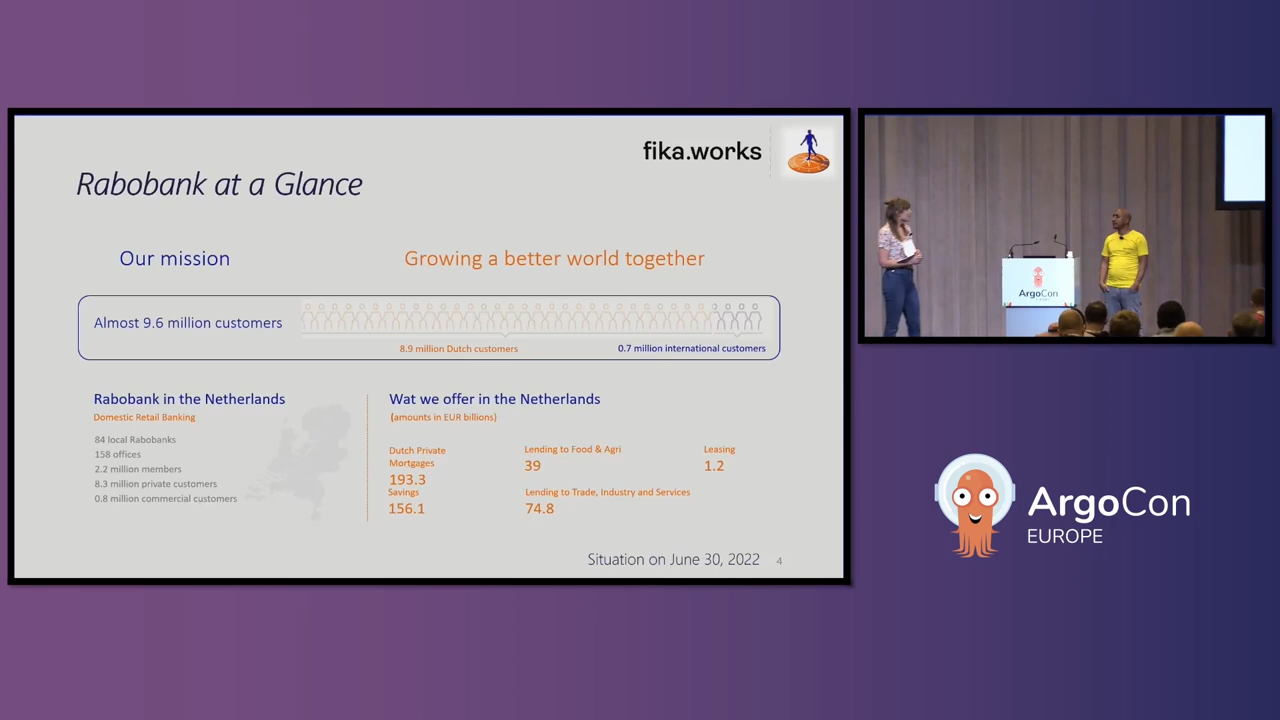 fika.works
Rabobank at a Glance
Our mission
Growing a better world together
Almost 9.6 million customers
8.9 million Dutch customers
0.7 million international customers
Rabobank in the Netherlands
Domestic Retail Banking
84 local Rabobanks
158 offices
2.2 million members
8.3 million private customers
0.8 million commercial customers
Wat we offer in the Netherlands
(amounts in EUR billions)
Dutch Private
Mortgages
193.3
Lending to Food & Agri
39
Leasing
1.2
Savings
156.1
Lending to Trade, Industry and Services
74.8
Situation on June 30, 2022
4
ArgoCon
ArgoCon
EUROPE